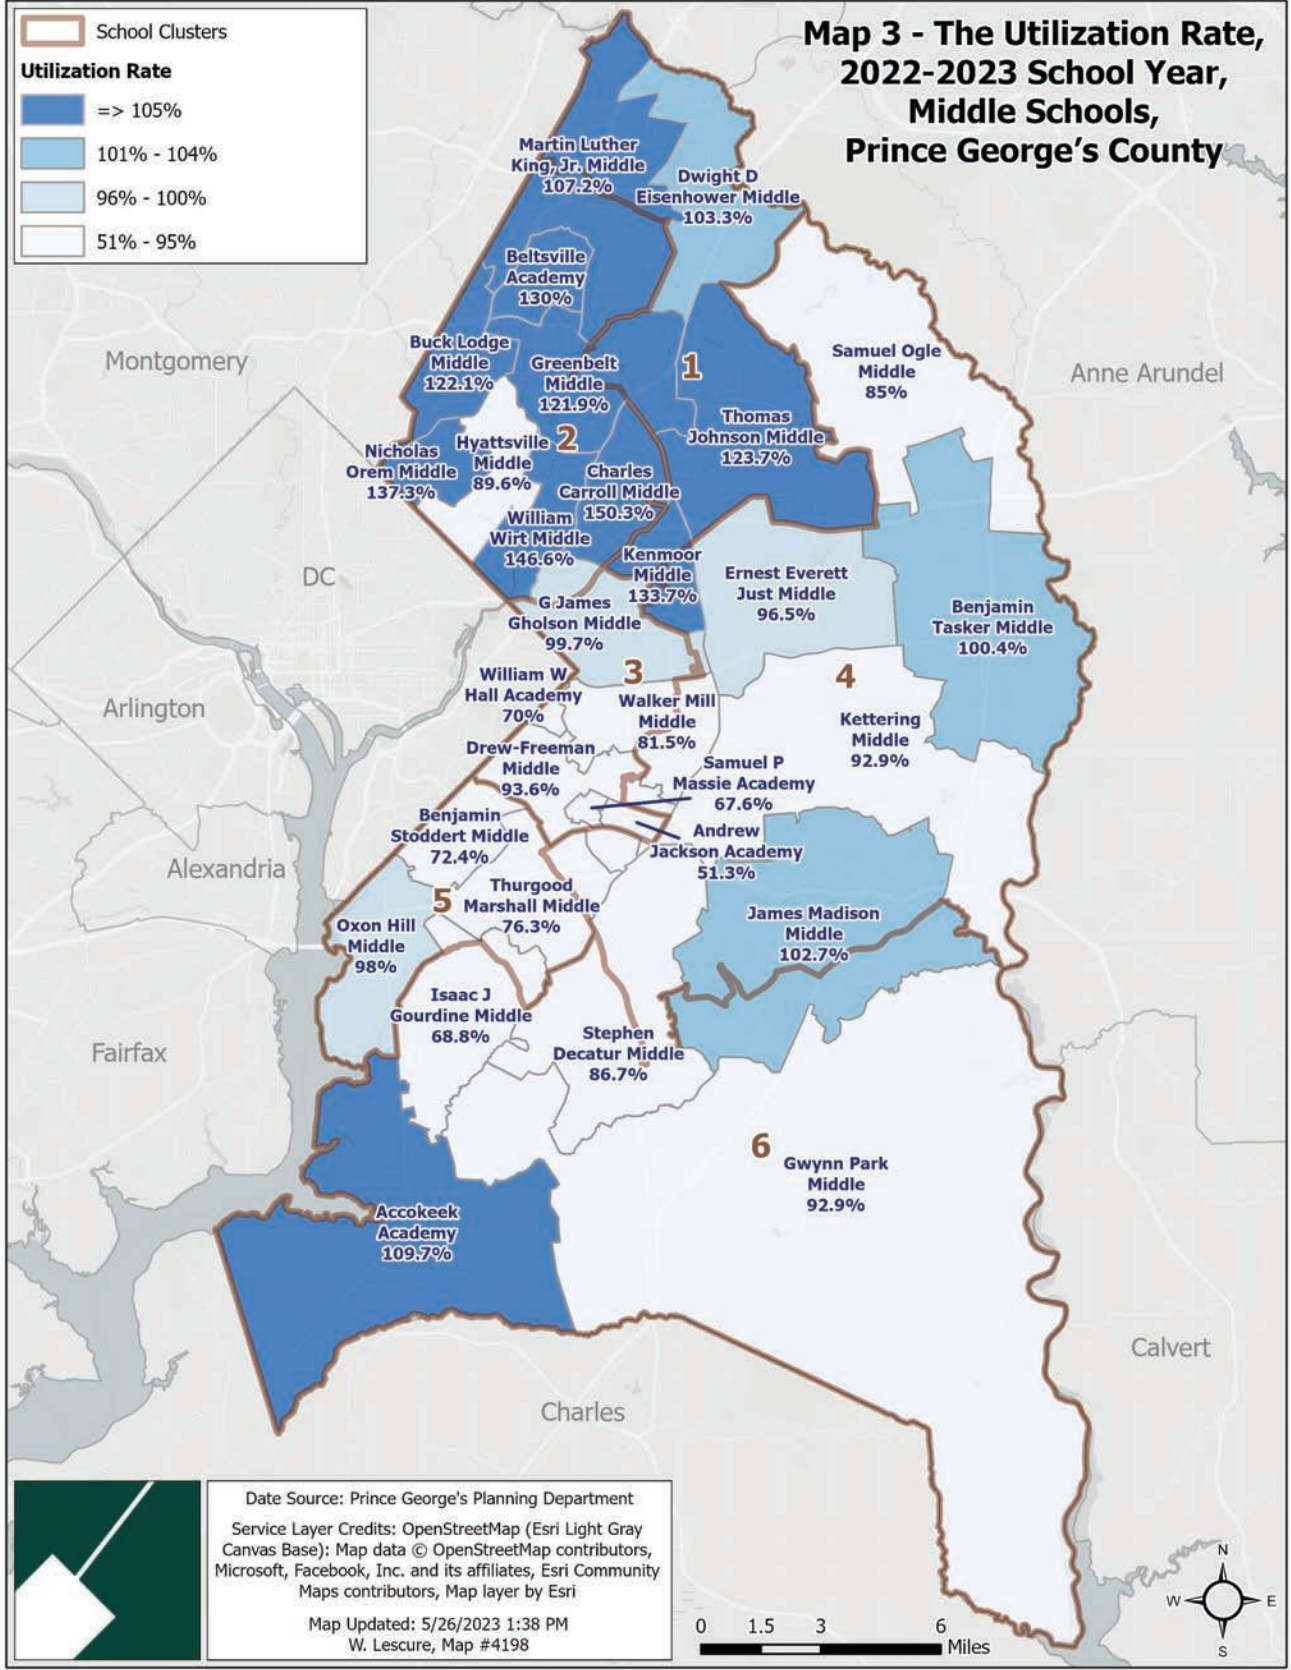 School Clusters
Utilization Rate
=> 105%
101% - 104%
96% - 100%
51% - 95%
Map 3 - The Utilization Rate,
2022-2023 School Year,
Middle Schools,
Prince George's County
Martin Luther
King, Jr. Middle
107.2%
Dwight D
Eisenhower Middle
103.3%
Beltsville
Academy
130%
Buck Lodge
Middle
122.1%
Greenbelt
Middle
121.9%
1
Samuel Ogle
Middle
85%
Montgomery
Anne Arundel
Thomas
Johnson Middle
123.7%
2
Nicholas
Orem Middle
137.3%
Hyattsville
Middle
89.6%
Charles
Carroll Middle
150.3%
William
Wirt Middle
146.6%
Kenmoor
Middle
133.7%
DC
Ernest Everett
Just Middle
96.5%
Benjamin
Tasker Middle
100.4%
G James
Gholson Middle
99.7%
3
4
William W
Hall Academy
70%
Walker Mill
Middle
81.5%
Arlington
Kettering
Middle
92.9%
Drew-Freeman
Middle
93.6%
Samuel P
Massie Academy
67.6%
Andrew
Jackson Academy
51.3%
Benjamin
Stoddert Middle
72.4%
Alexandria
5
Thurgood
Marshall Middle
76.3%
Oxon Hill
Middle
98%
James Madison
Middle
102.7%
Isaac J
Gourdine Middle
68.8%
Stephen
Decatur Middle
86.7%
Fairfax
6
Gwynn Park
Middle
92.9%
Accokeek
Academy
109.7%
Calvert
Charles
Date Source: Prince George's Planning Department
Service Layer Credits: OpenStreetMap (Esri Light Gray
Canvas Base): Map data © OpenStreetMap contributors,
Microsoft, Facebook, Inc. and its affiliates, Esri Community
Maps contributors, Map layer by Esri
Map Updated: 5/26/2023 1:38 PM
W. Lescure, Map #4198
0 1.5 3 6
Miles
N
W E
S